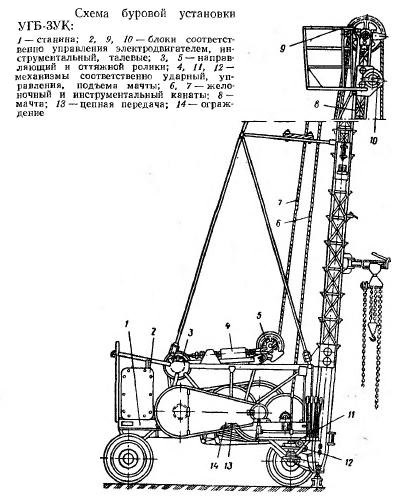 Схема буровой установки
УГБ-3УК:
1 — станина; 2, 9, 10 — блоки соответст-
венно управления электродвигателем, ин-
струментальный, талевые; 3, 5 — направ-
ляющий и оттяжной ролики; 4, 11, 12 —
механизмы соответственно ударный, уп-
равления, подъема мачты; 6, 7 — жело-
ночный и инструментальный канаты; 8 —
мачта; 13 — цепная передача; 14 — ограж-
дение
9
10
8
7
6
5
4
3
2
1
11
12
14 13